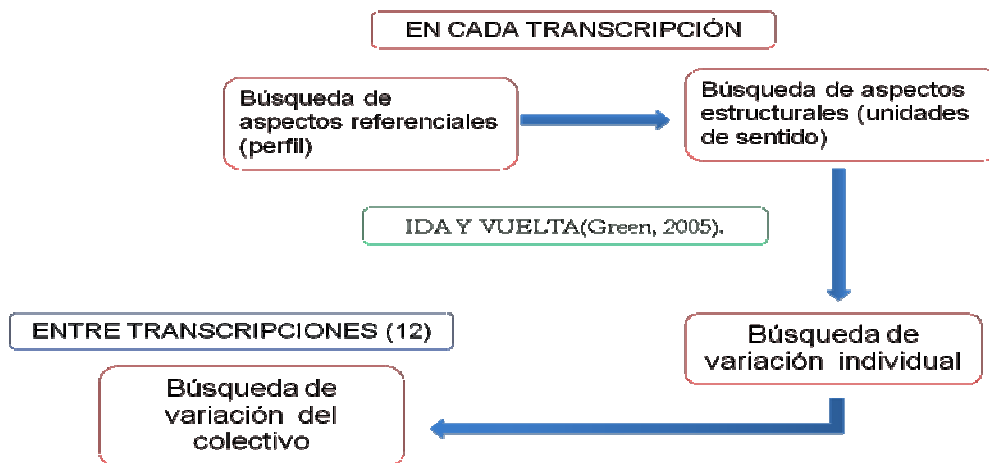 EN CADA TRANSCRIPCIÓN
Búsqueda de
aspectos referenciales
(perfil)
Búsqueda de aspectos
estructurales (unidades
de sentido)
IDA Y VUELTA(Green, 2005).
ENTRE TRANSCRIPCIONES (12)
Búsqueda de
variación individual
Búsqueda de
variación del
colectivo